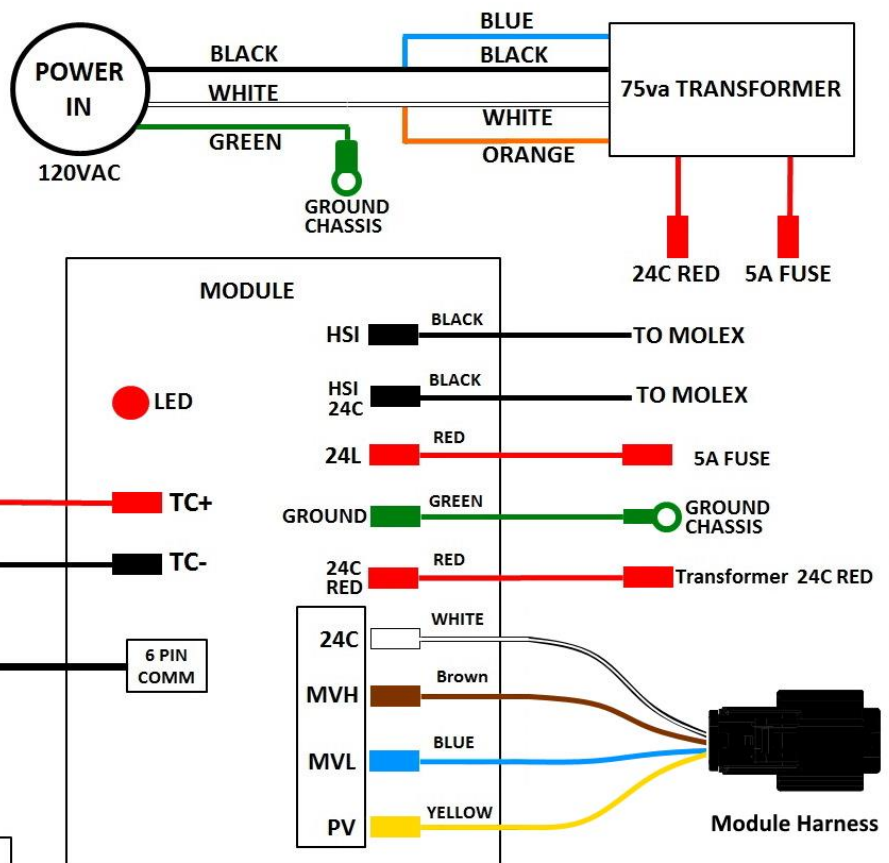 BLUE
POWER
IN
BLACK
BLACK
WHITE
75va TRANSFORMER
WHITE
GREEN
ORANGE
120VAC
GROUND
CHASSIS
24C RED
5A FUSE
MODULE
HSI
BLACK
TO MOLEX
LED
HSI
24C
BLACK
TO MOLEX
24L
RED
5A FUSE
TC+
GROUND
GREEN
GROUND
CHASSIS
TC-
24C
RED
RED
Transformer 24C RED
6 PIN
COMM
24C
WHITE
MVH
Brown
MVL
BLUE
PV
YELLOW
Module Harness